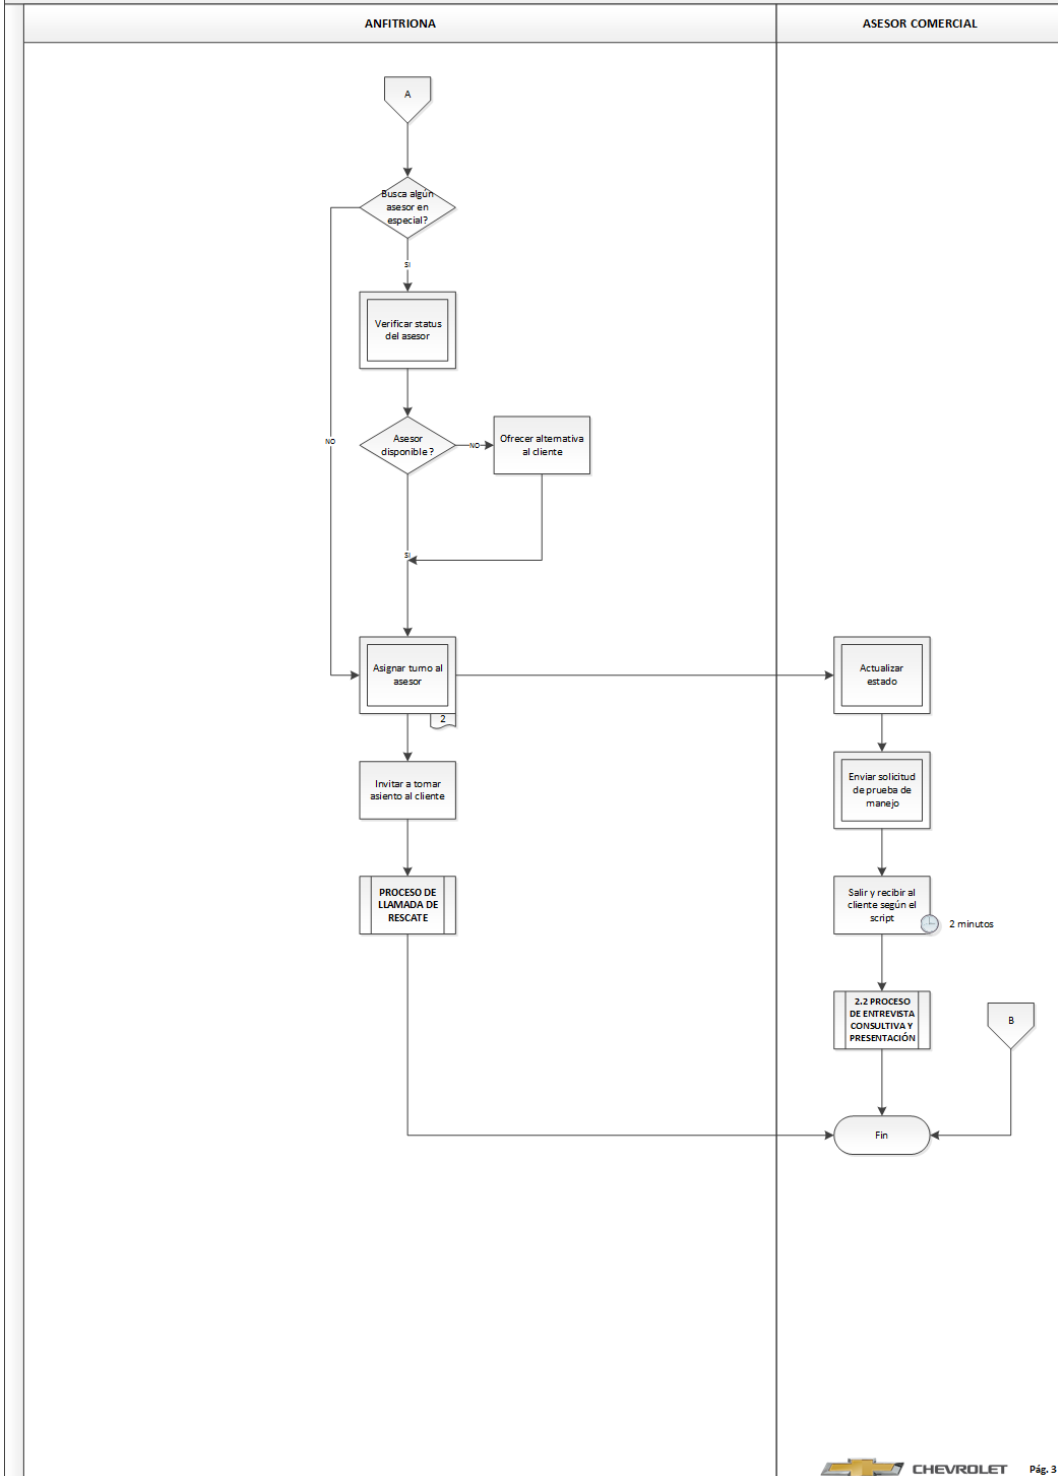 ANFITRIONA
ASESOR COMERCIAL
A
Busca algún
asesor en
especial?
SI
Verificar status
del asesor
NO
Asesor
disponible?
NO
Ofrecer alternativa
al cliente
SI
Asignar turno al
asesor
2
Actualizar
estado
Invitar a tomar
asiento al cliente
Enviar solicitud
de prueba de
manejo
PROCESO DE
LLAMADA DE
RESCATE
Salir y recibir al
cliente según el
script
2 minutos
2.2 PROCESO
DE ENTREVISTA
CONSULTIVA Y
PRESENTACIÓN
B
Fin
CHEVROLET
Pág. 3